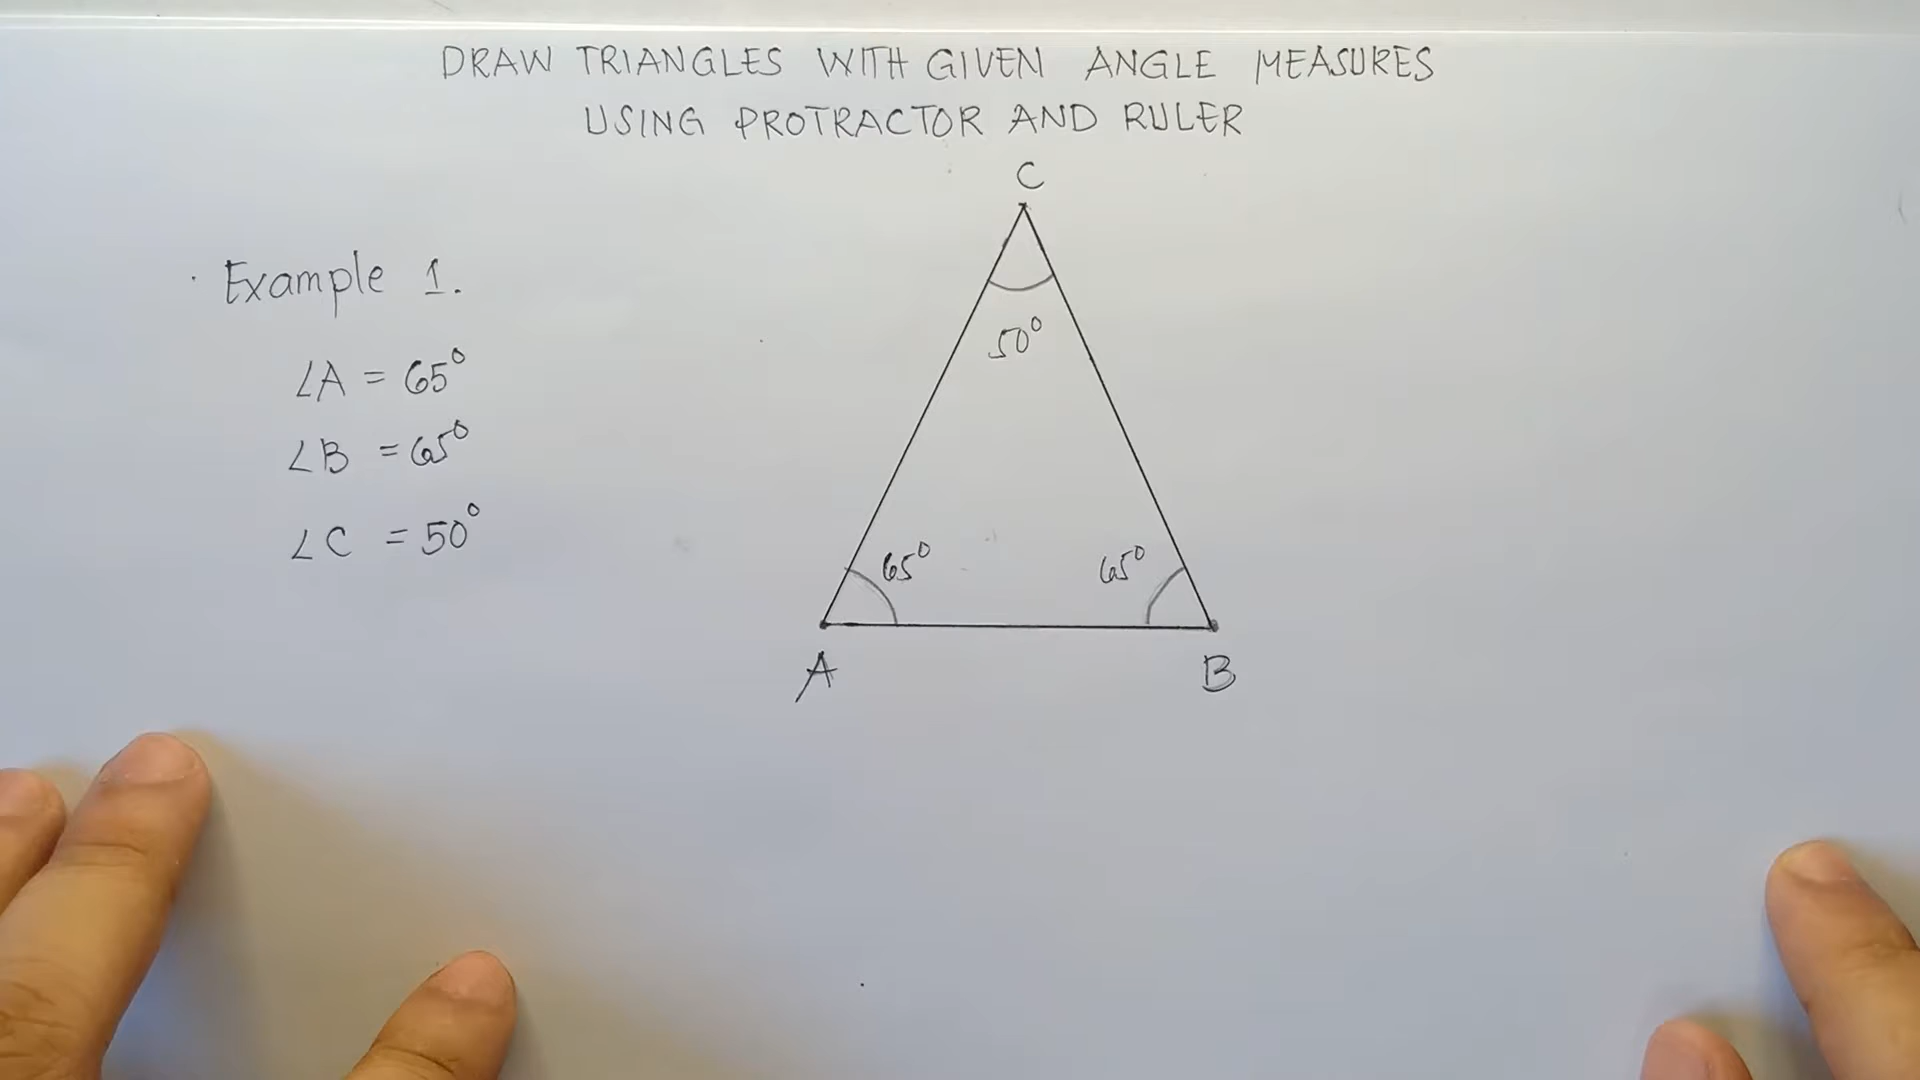 DRAW TRIANGLES WITH GIVEN ANGLE MEASURES
USING PROTRACTOR AND RULER
C
Example 1.
50°
∠A = 65°
∠B = 65°
∠C = 50°
65°
65°
A
B